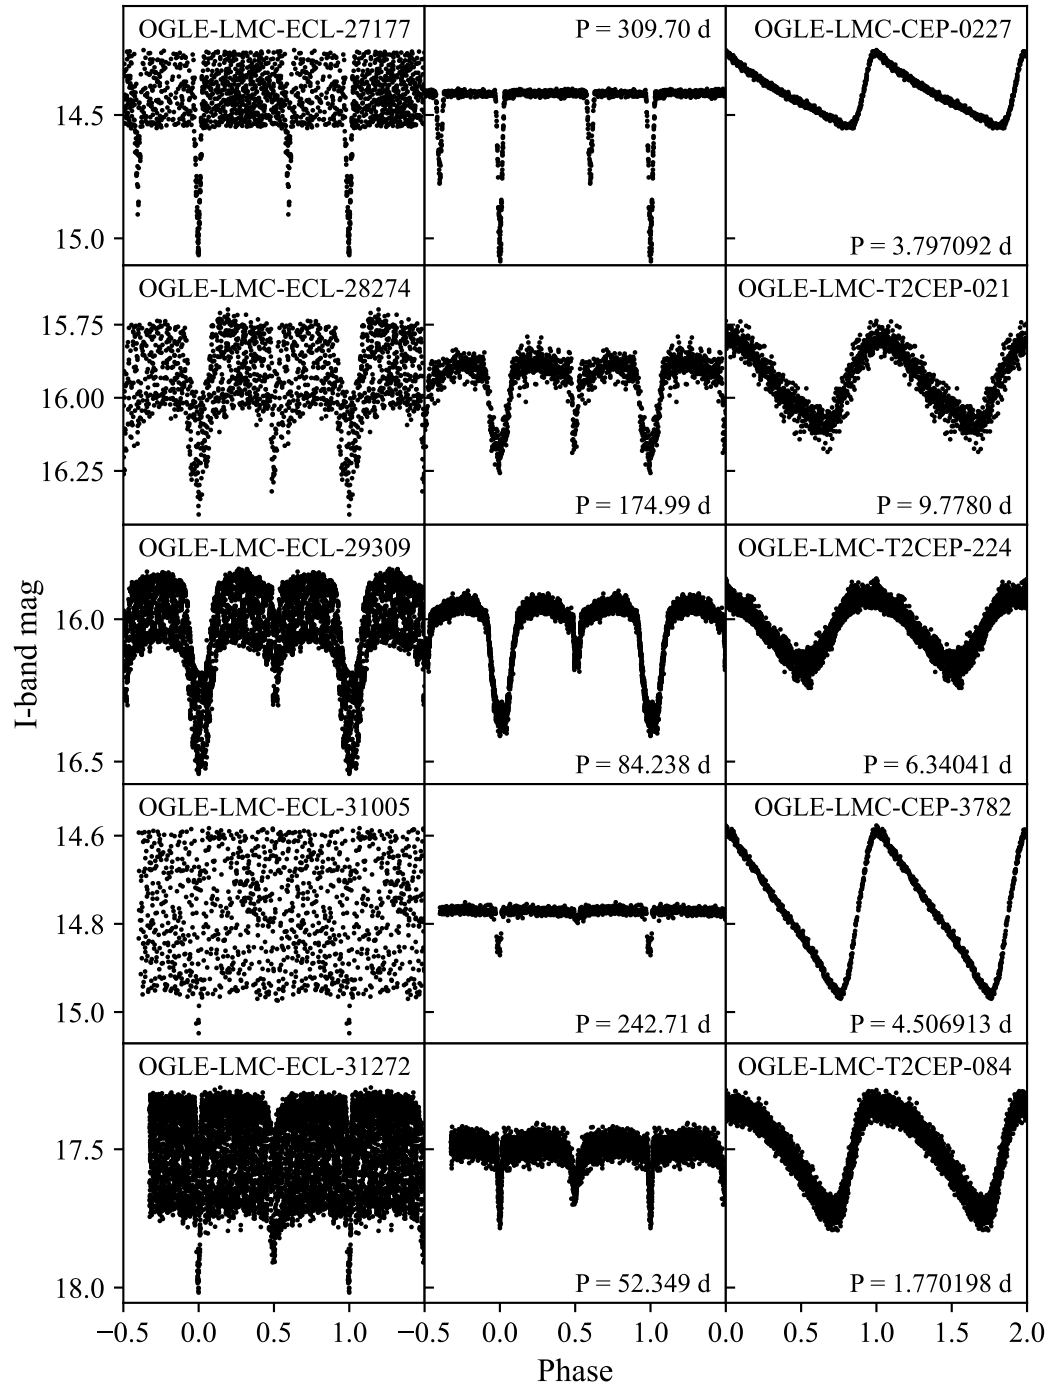 OGLE-LMC-ECL-27177
P = 309.70 d
OGLE-LMC-CEP-0227
14.5
15.0
P = 3.797092 d
OGLE-LMC-ECL-28274
OGLE-LMC-T2CEP-021
15.75
16.00
16.25
P = 174.99 d
P = 9.7780 d
OGLE-LMC-ECL-29309
OGLE-LMC-T2CEP-224
I-band mag
16.0
16.5
P = 84.238 d
P = 6.34041 d
OGLE-LMC-ECL-31005
OGLE-LMC-CEP-3782
14.6
14.8
15.0
P = 242.71 d
P = 4.506913 d
OGLE-LMC-ECL-31272
OGLE-LMC-T2CEP-084
17.5
18.0
P = 52.349 d
P = 1.770198 d
−0.5 0.0 0.5 1.0 −0.5 0.0 0.5 1.0 0.0 0.5 1.0 1.5 2.0
Phase